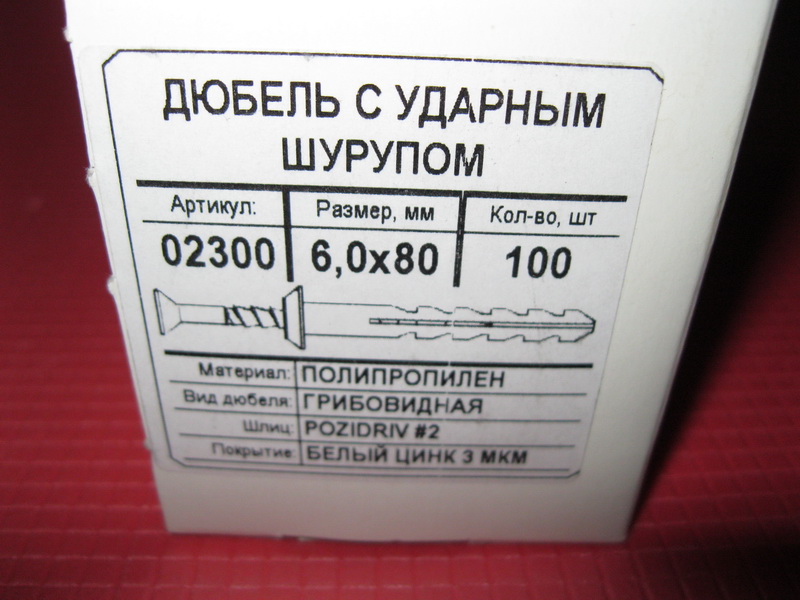 ДЮБЕЛЬ С УДАРНЫМ
ШУРУПОМ
Артикул: Размер, мм Кол-во, шт
02300 6,0х80 100
Материал: ПОЛИПРОПИЛЕН
Вид дюбеля: ГРИБОВИДНАЯ
Шлиц: POZIDRIV #2
Покрытие: БЕЛЫЙ ЦИНК 3 МКМ